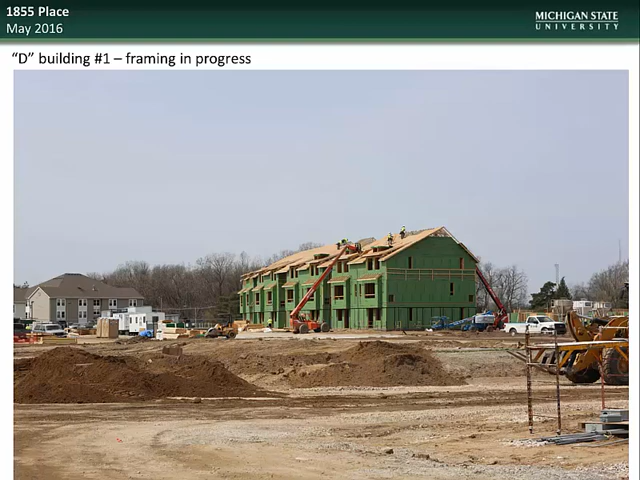 1855 Place
May 2016
MICHIGAN STATE
UNIVERSITY
“D” building #1 – framing in progress